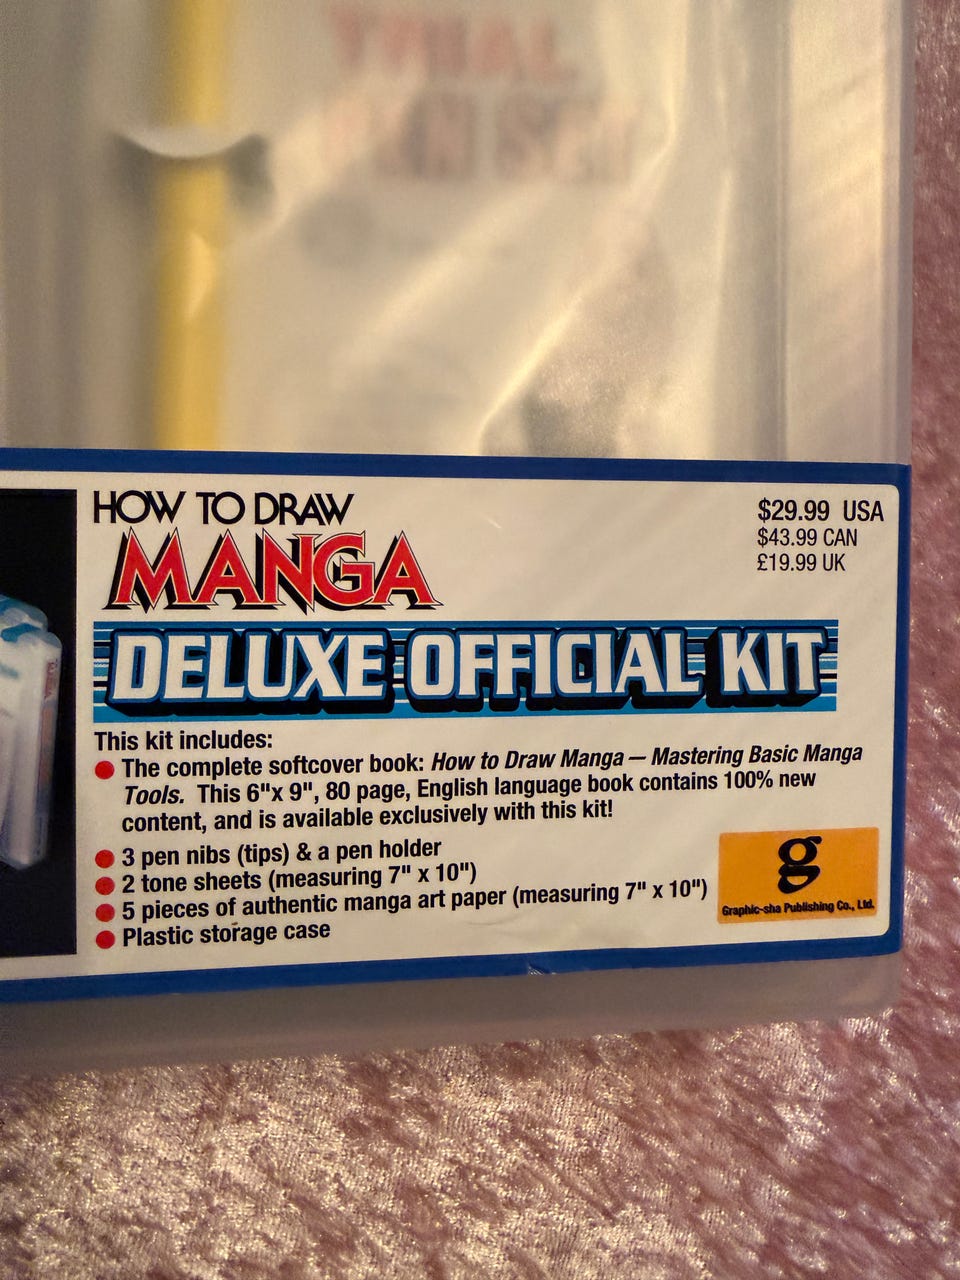 TRIAL
PEN SET
HOW TO DRAW
MANGA
DELUXE OFFICIAL KIT
$29.99 USA
$43.99 CAN
£19.99 UK
This kit includes:
● The complete softcover book: How to Draw Manga — Mastering Basic Manga
Tools. This 6"x 9", 80 page, English language book contains 100% new
content, and is available exclusively with this kit!
● 3 pen nibs (tips) & a pen holder
● 2 tone sheets (measuring 7" x 10")
● 5 pieces of authentic manga art paper (measuring 7" x 10")
● Plastic storage case
g
Graphic-sha Publishing Co., Ltd.